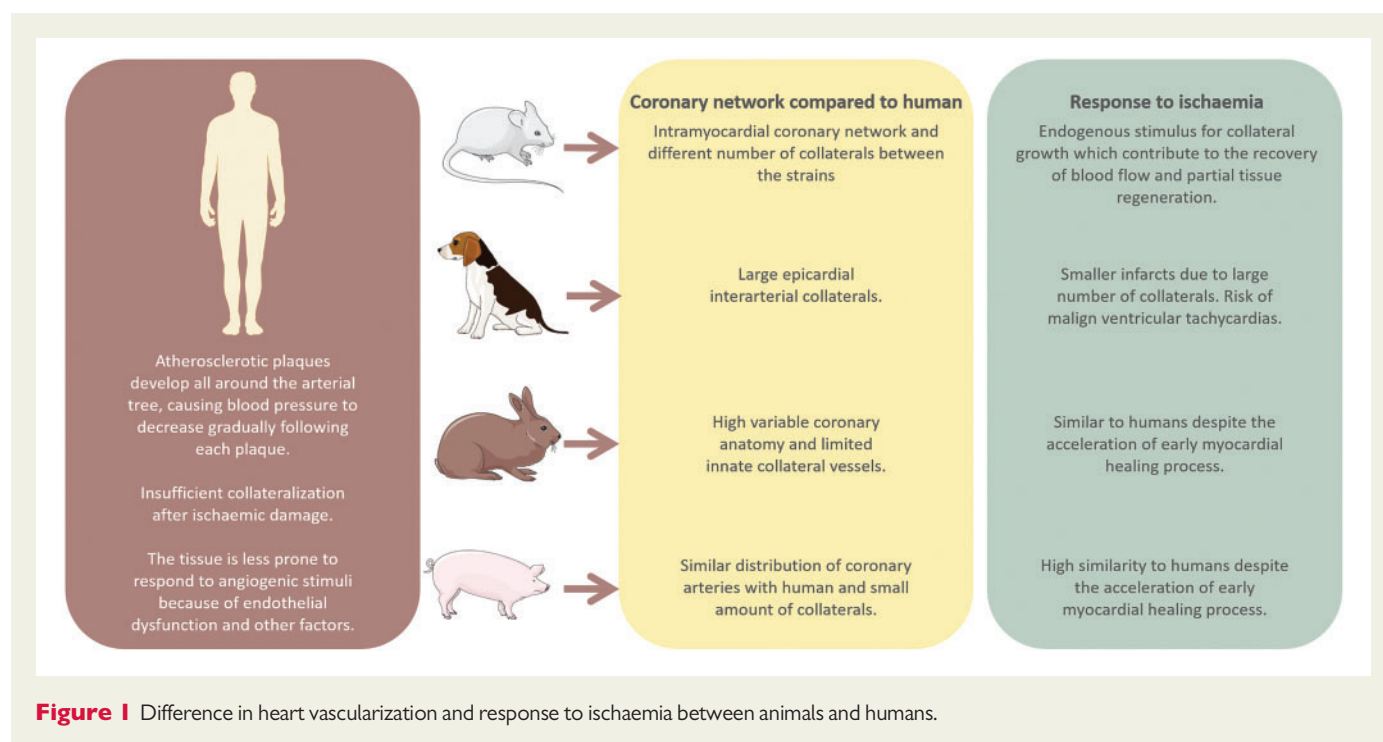 Atherosclerotic plaques
develop all around the arterial
tree, causing blood pressure to
decrease gradually following
each plaque.
Insufficient collateralization
after ischaemic damage.
The tissue is less prone to
respond to angiogenic stimuli
because of endothelial
dysfunction and other factors.
Coronary network compared to human
Intramyocardial coronary network and
different number of collaterals between
the strains
Large epicardial
interarterial collaterals.
High variable coronary
anatomy and limited
innate collateral vessels.
Similar distribution of coronary
arteries with human and small
amount of collaterals.
Response to ischaemia
Endogenous stimulus for collateral
growth which contribute to the recovery
of blood flow and partial tissue
regeneration.
Smaller infarcts due to large
number of collaterals. Risk of
malign ventricular tachycardias.
Similar to humans despite the
acceleration of early myocardial
healing process.
High similarity to humans despite
the acceleration of early
myocardial healing process.
Figure 1 Difference in heart vascularization and response to ischaemia between animals and humans.